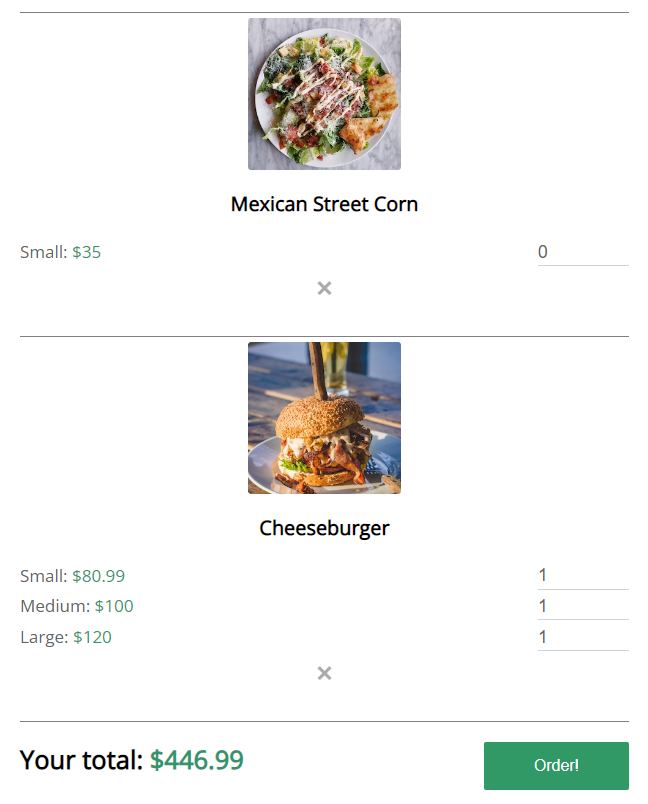 Mexican Street Corn
Small: $35 0
×
Cheeseburger
Small: $80.99 1
Medium: $100 1
Large: $120 1
×
Your total: $446.99 Order!